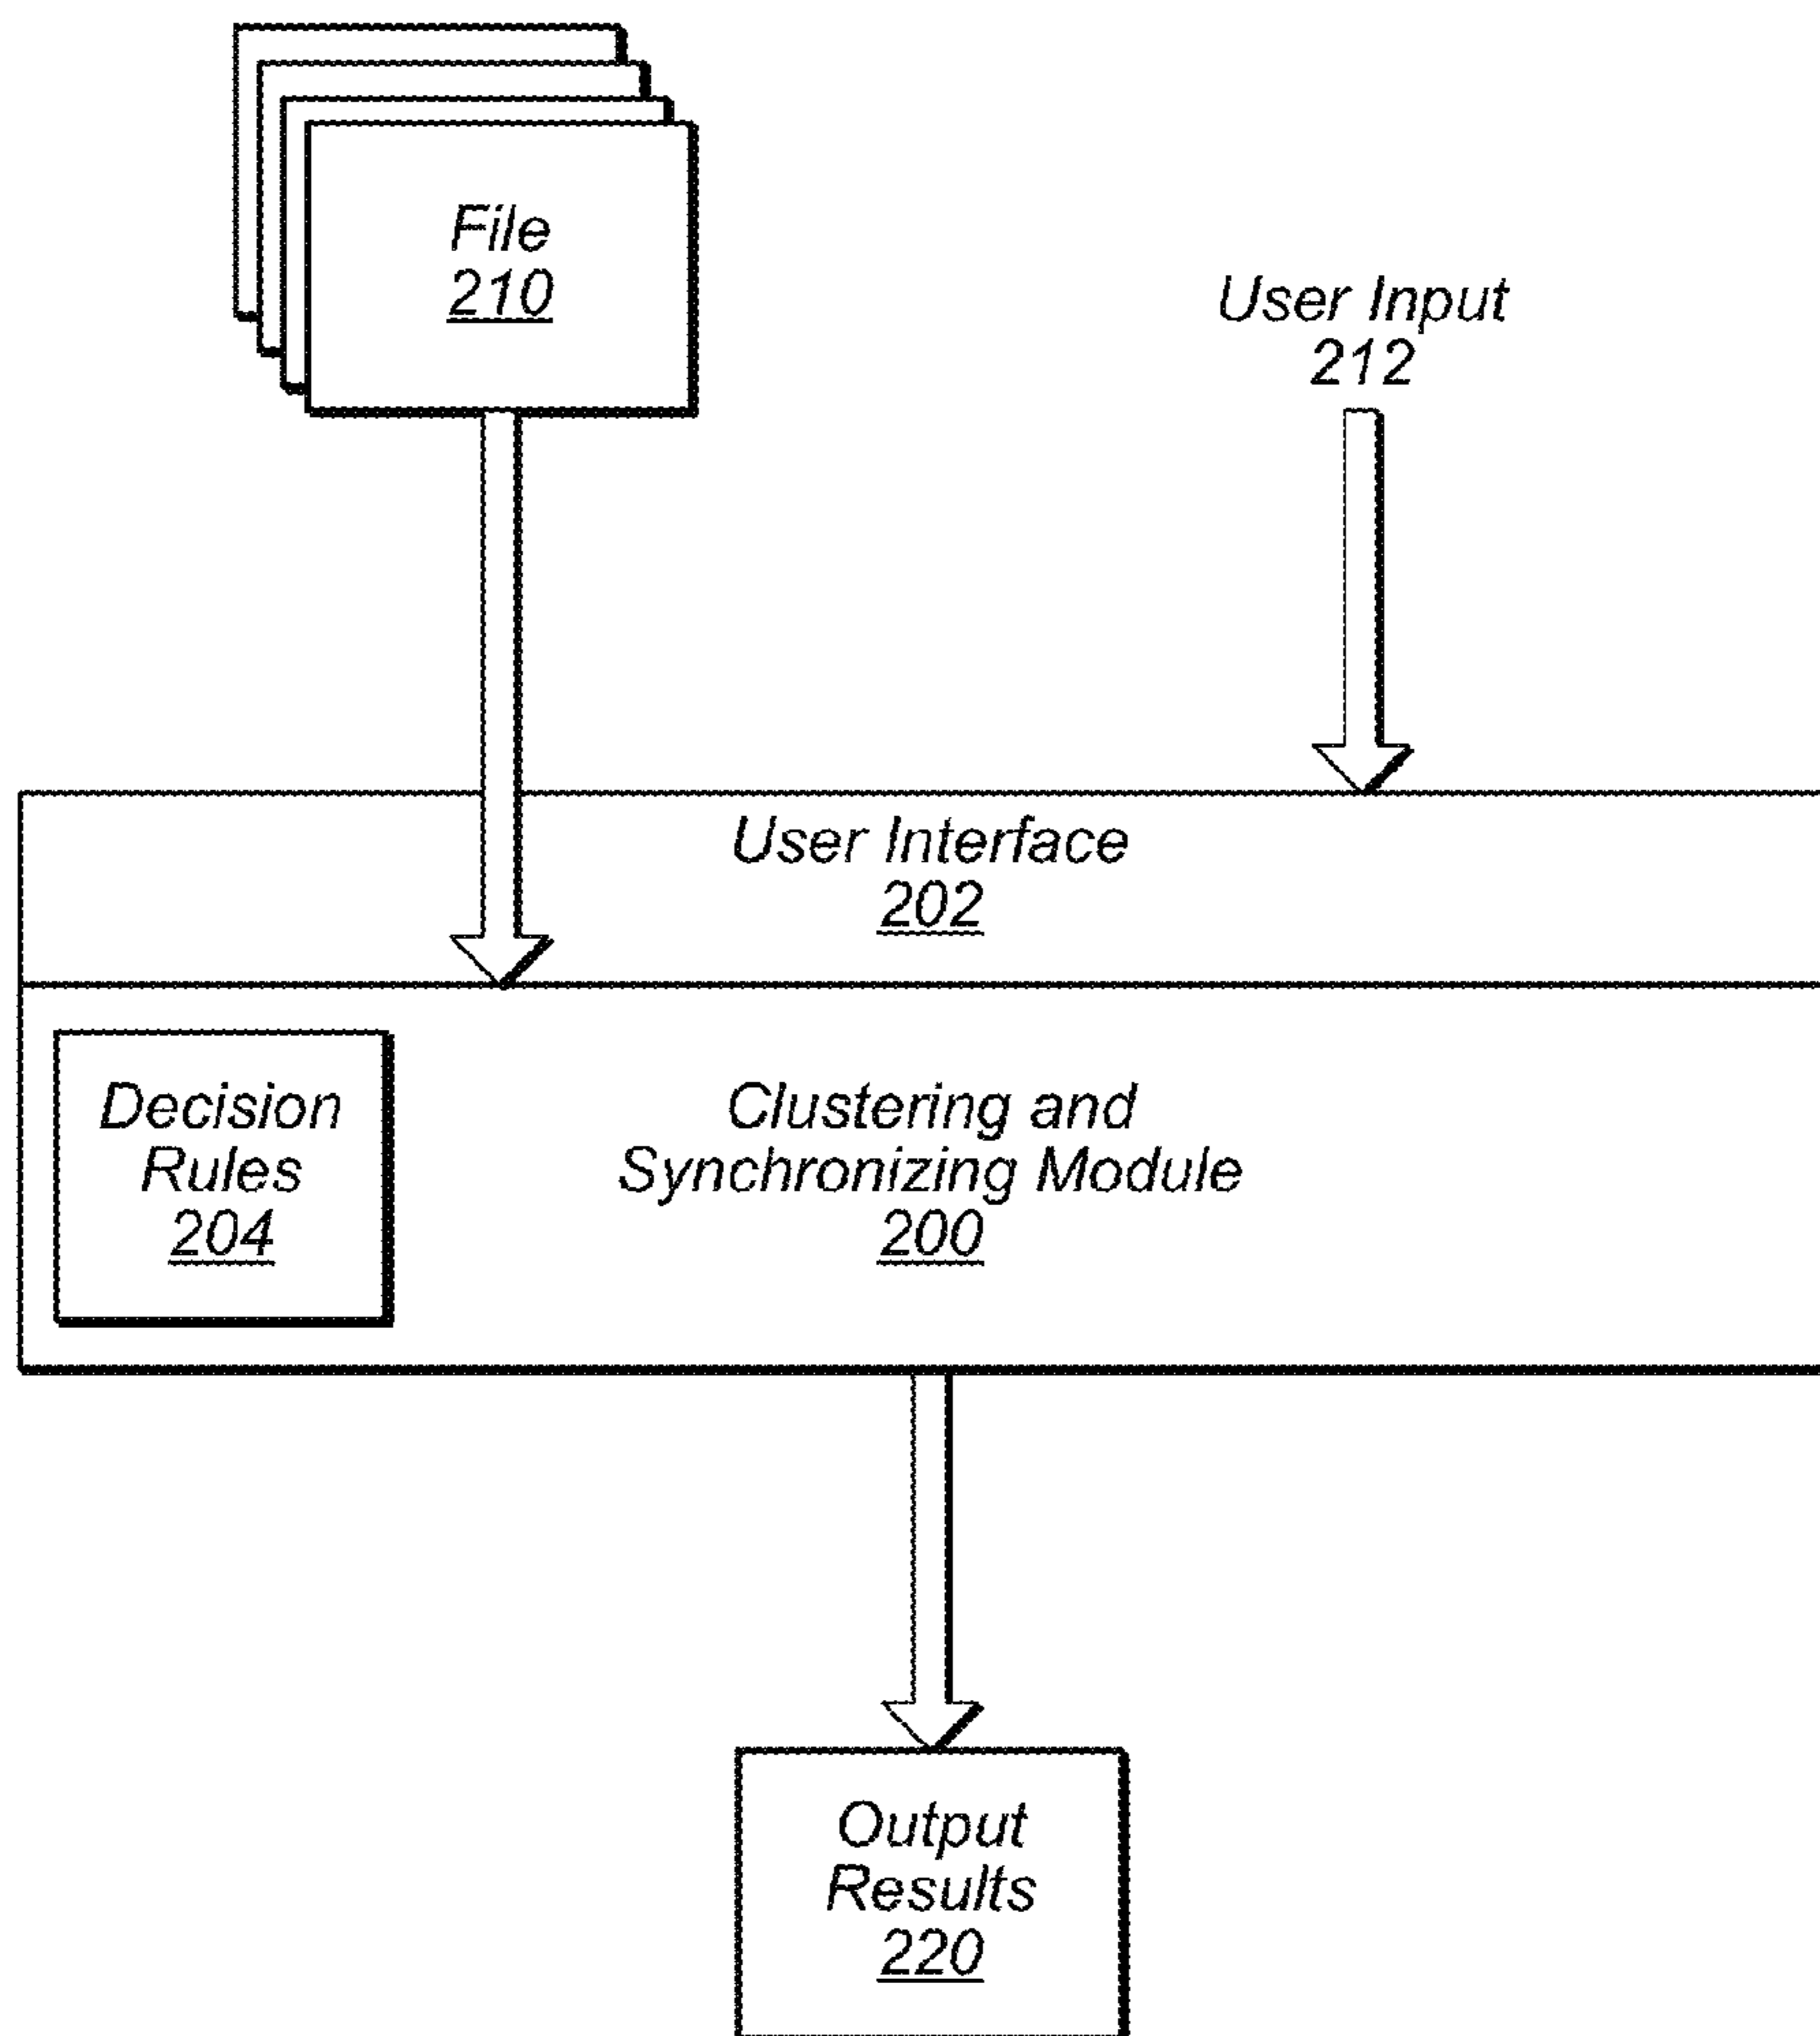 File
210
User Input
212
User Interface
202
Decision
Rules
204
Clustering and
Synchronizing Module
200
Output
Results
220